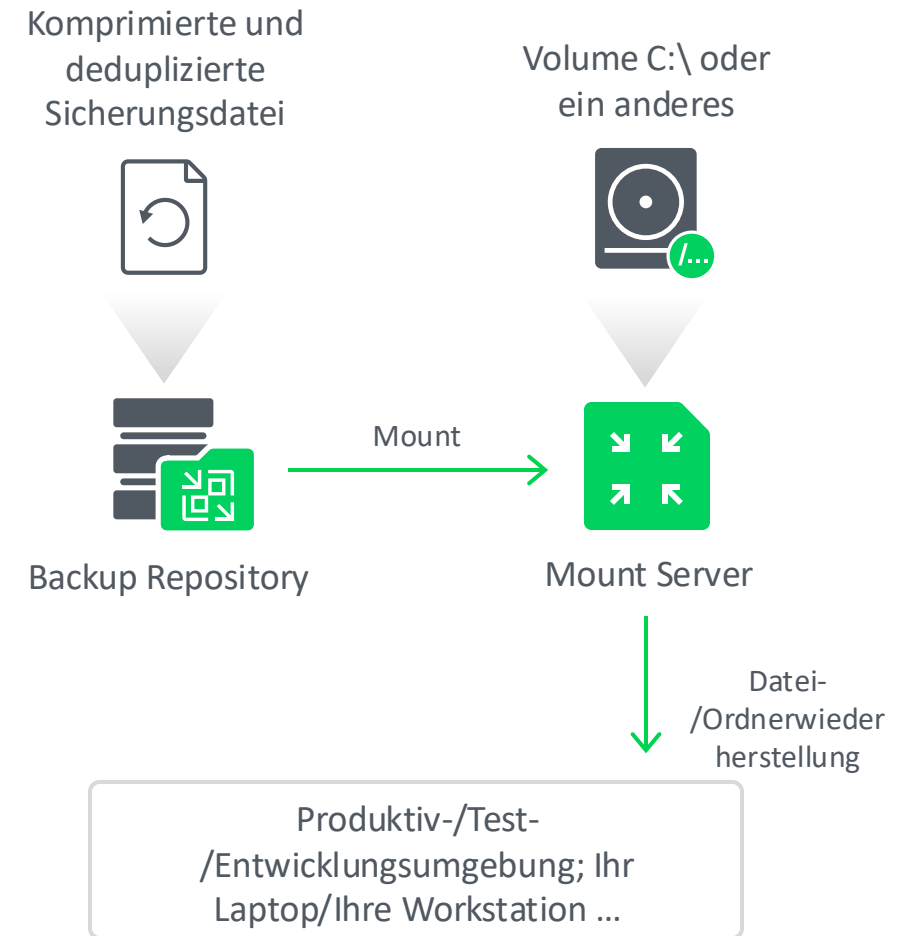 Komprimierte und
deduplizierte
Sicherungsdatei
Volume C:\ oder
ein anderes
/...
Mount
Backup Repository
Mount Server
Datei-
/Ordnerwieder
herstellung
Produktiv-/Test-
/Entwicklungsumgebung; Ihr
Laptop/Ihre Workstation ...